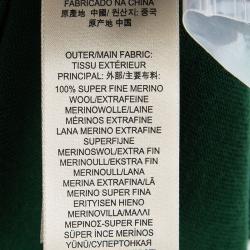 FABRICADO NA CHINA
原產地: 中國/ 원산지: 중국
原产地: 中国
OUTER/MAIN FABRIC:
TISSU EXTÉRIEUR
PRINCIPAL: 外部/主要布料:
100% SUPER FINE MERINO
WOOL/EXTRAFEINE
MERINOWOLLE/LAINE
MÉRINOS EXTRAFINE
LANA MERINO EXTRAFINE
SUPERFIJNE
MERINOSWOL/EXTRA FIN
MERINOULL/EKSTRA FIN
MERINOULL/LANA
MERINA EXTRAFINA/LÃ
MERINO SUPER FINA
ERITYISEN HIENO
MERINOVILLA/ΜΑΛΛΙ
ΜΕΡΙΝΟΣ EXTRA FINE
SÜPER İNCE MERİNOS
YÜNÜ/СУПЕРТОНКАЯ